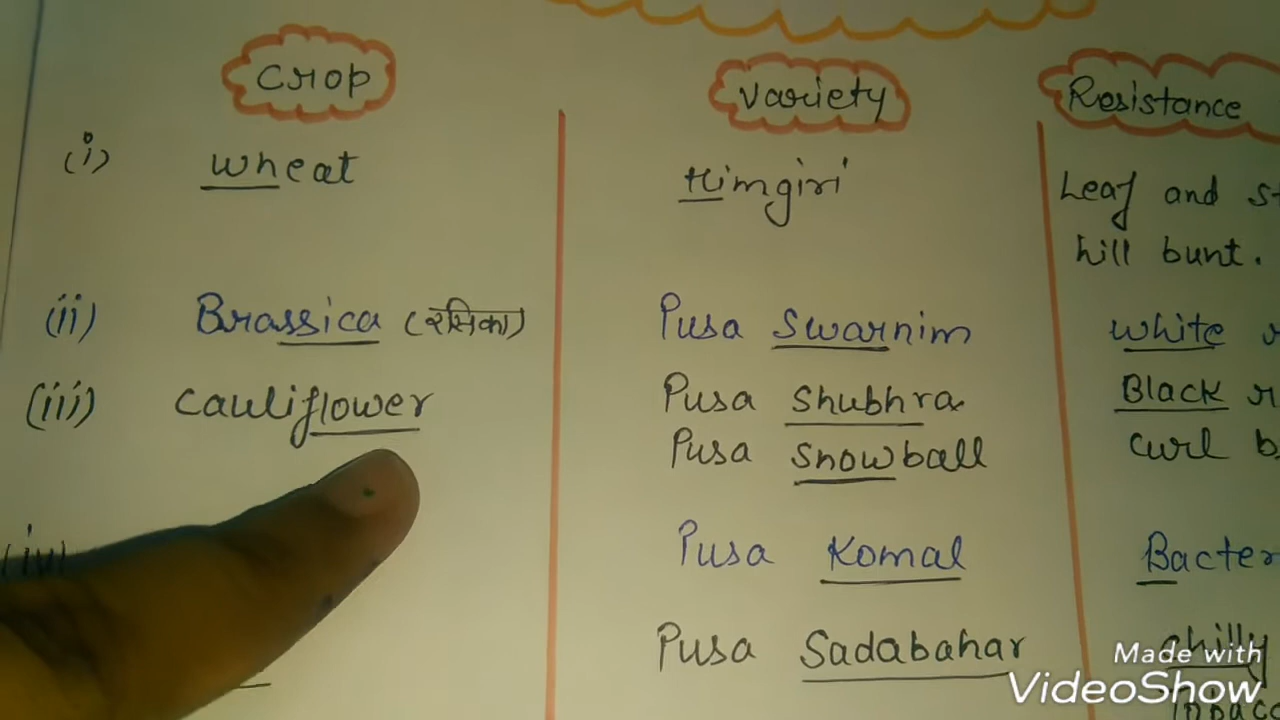 Crop Variety Resistance
(i) Wheat Himgiri Leaf and
hill bunt.
(ii) Brassica (रसिका) Pusa Swarnim White
(iii) Cauliflower Pusa Shubhra Black
Pusa Snowball Curl
(iv) Pusa Komal
Pusa Sadabahar Chilly
Made with
VideoShow